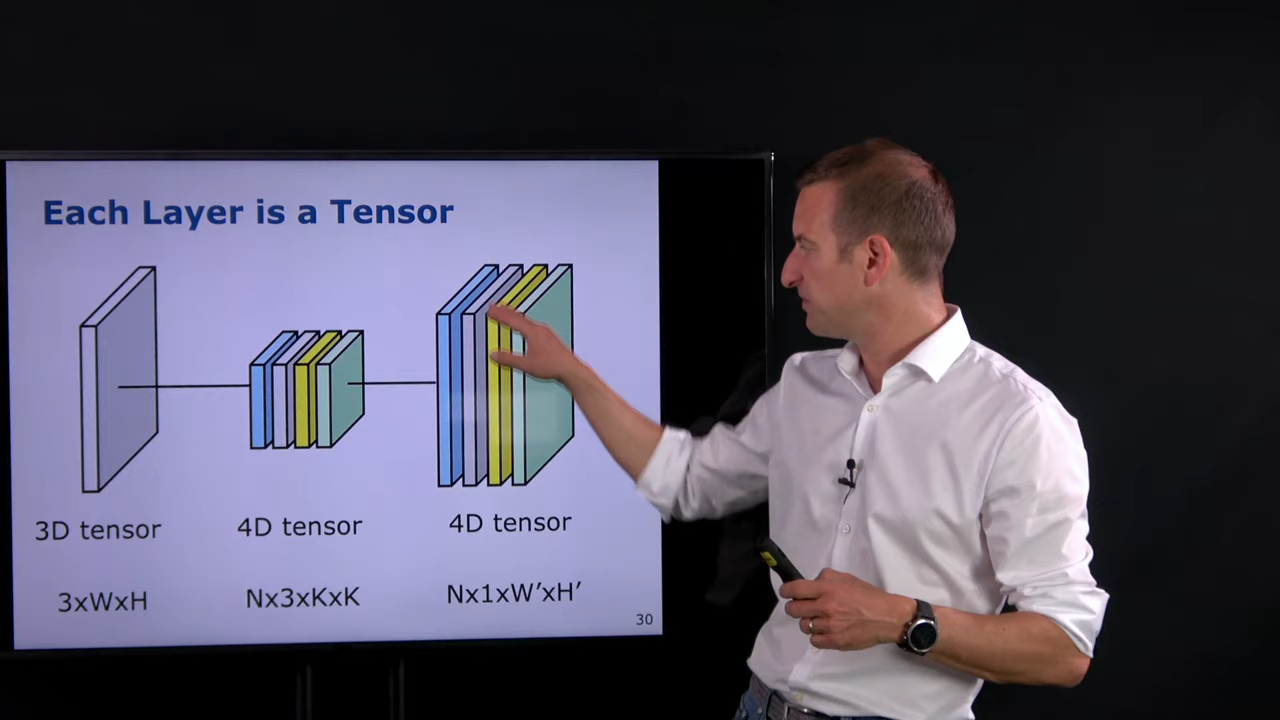 Each Layer is a Tensor
3D tensor
4D tensor
4D tensor
3xWxH
Nx3xKxK
Nx1xW’xH’
30